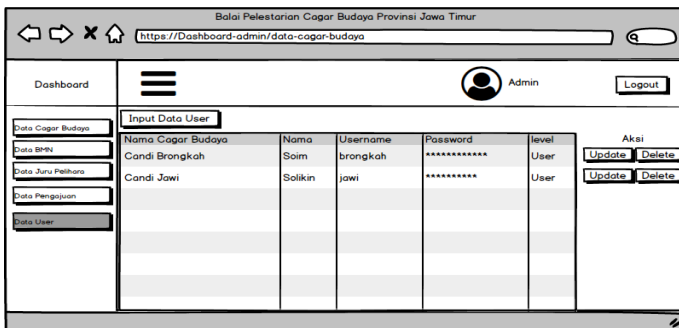 Balai Pelestarian Cagar Budaya Provinsi Jawa Timur
https://Dashboard-admin/data-cagar-budaya
Dashboard
Admin
Logout
Data Cagar Budaya
Data BMN
Data Juru Pelihara
Data Pengajuan
Data User
Input Data User
Nama Cagar Budaya Nama Username Password level Aksi
Candi Brongkah Soim brongkah ************ User Update Delete
Candi Jawi Solikin jawi ********** User Update Delete